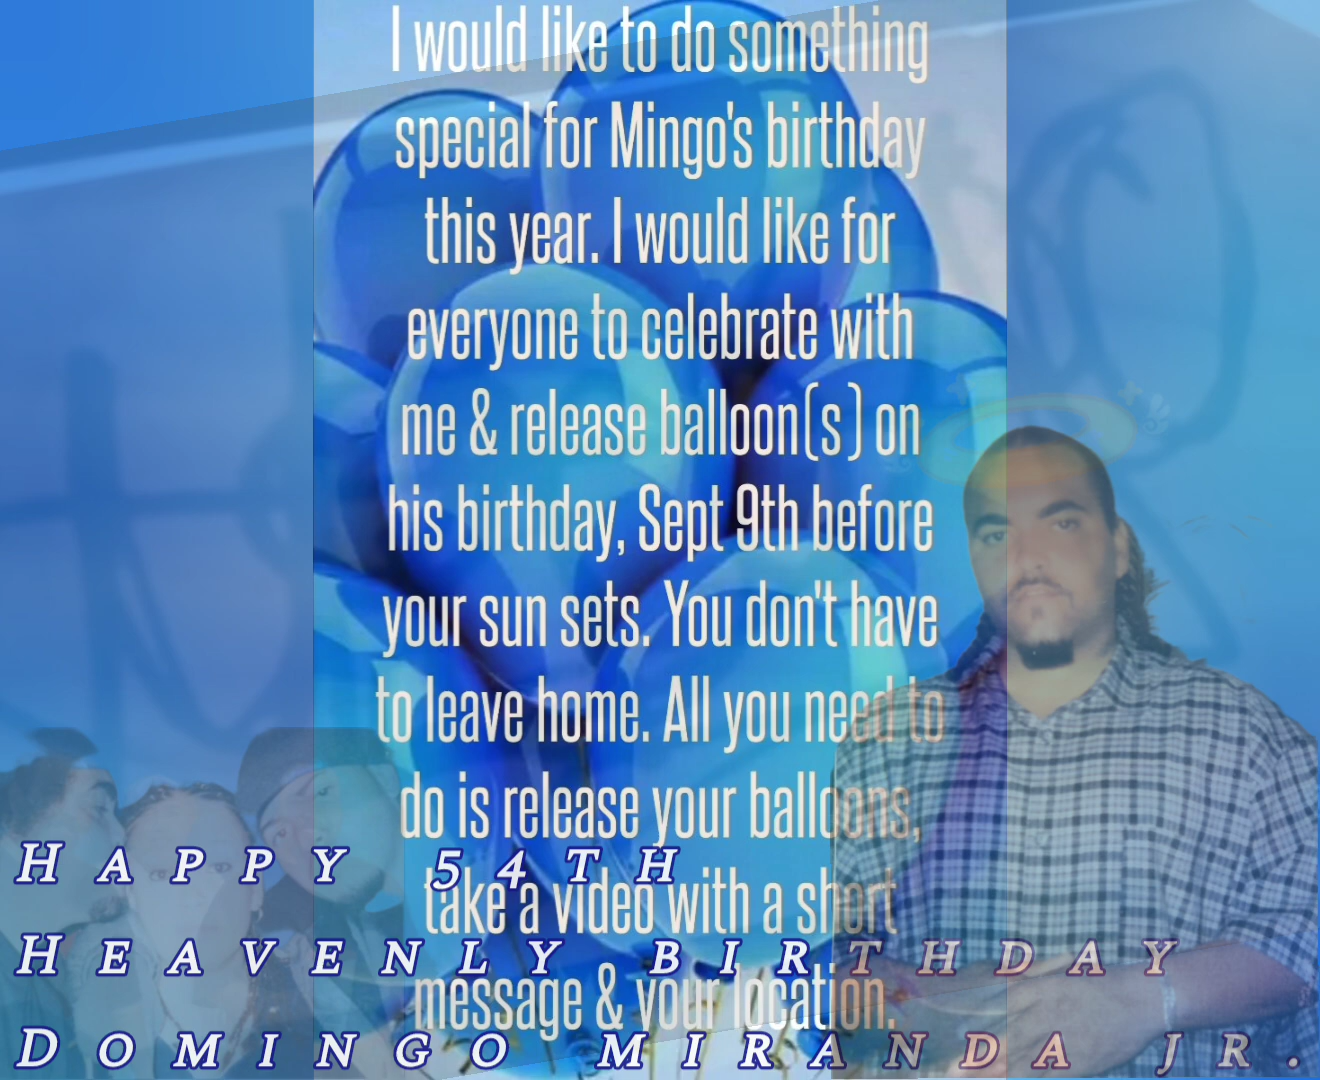 I would like to do something
special for Mingo's birthday
this year. I would like for
everyone to celebrate with
me & release balloon(s) on
his birthday, Sept 9th before
your sun sets. You don't have
to leave home. All you need to
do is release your balloons,
take a video with a short
message & your location.
HAPPY 54TH
HEAVENLY BIRTHDAY
DOMINGO MIRANDA JR.